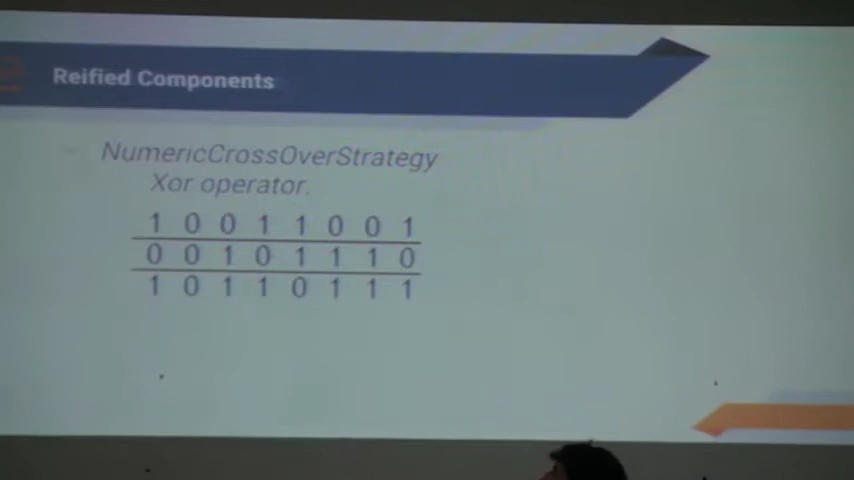 Reified Components
NumericCrossOverStrategy
Xor operator.
1 0 0 1 1 0 0 1
0 0 1 0 1 1 1 0
1 0 1 1 0 1 1 1